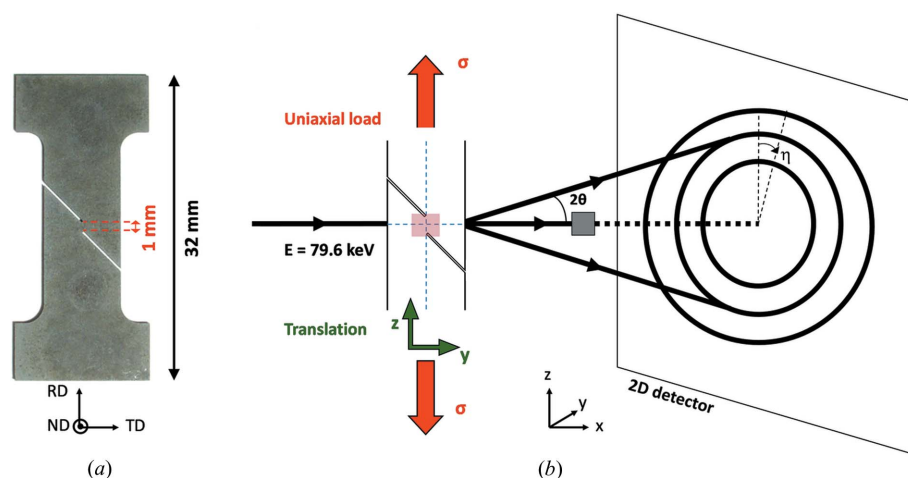 1 mm
32 mm
RD
ND
TD
(a)
σ
Uniaxial load
2θ
η
E = 79.6 keV
Translation
z
y
σ
z
y
x
2D detector
(b)